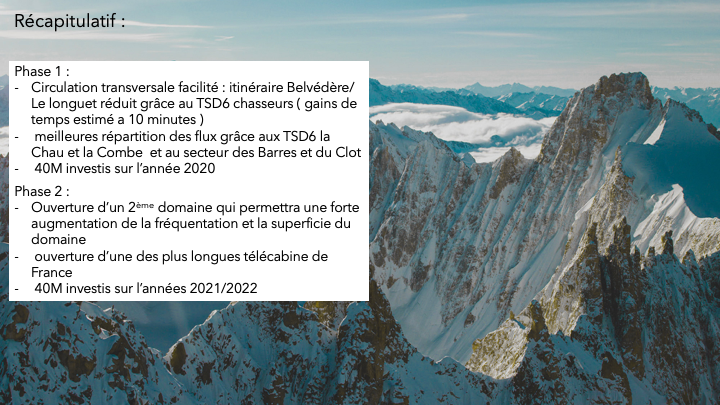 Récapitulatif :
Phase 1 :
- Circulation transversale facilité : itinéraire Belvédère/
Le longuet réduit grâce au TSD6 chasseurs ( gains de
temps estimé a 10 minutes )
- meilleures répartition des flux grâce aux TSD6 la
Chau et la Combe et au secteur des Barres et du Clot
- 40M investis sur l’année 2020
Phase 2 :
- Ouverture d’un 2ème domaine qui permettra une forte
augmentation de la fréquentation et la superficie du
domaine
- ouverture d’une des plus longues télécabine de
France
- 40M investis sur l’années 2021/2022